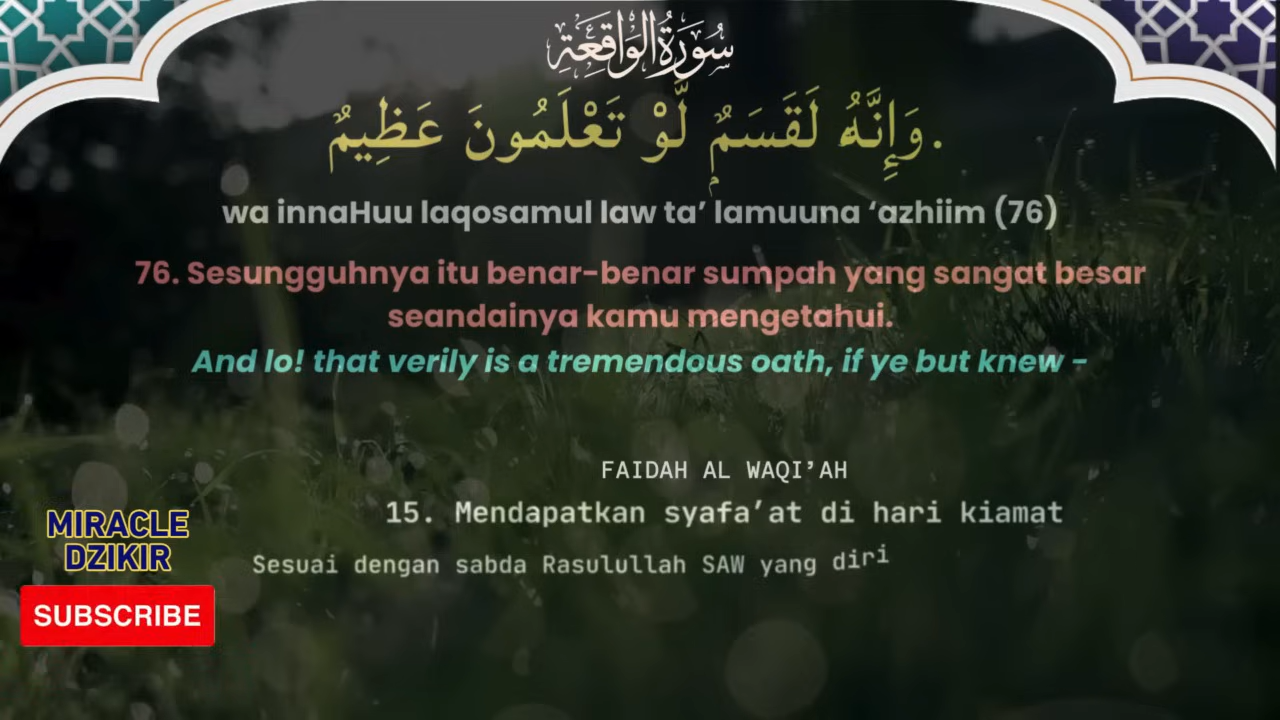 سُورَةُ الْوَاقِعَةِ
وَإِنَّهُ لَقَسَمٌ لَّوْ تَعْلَمُونَ عَظِيمٌ.
wa innaHuu laqosamul law ta’ lamuuna ‘azhiim (76)
76. Sesungguhnya itu benar-benar sumpah yang sangat besar
seandainya kamu mengetahui.
And lo! that verily is a tremendous oath, if ye but knew -
FAIDAH AL WAQI’AH
15. Mendapatkan syafa’at di hari kiamat
Sesuai dengan sabda Rasulullah SAW yang diri
MIRACLE
DZIKIR
SUBSCRIBE